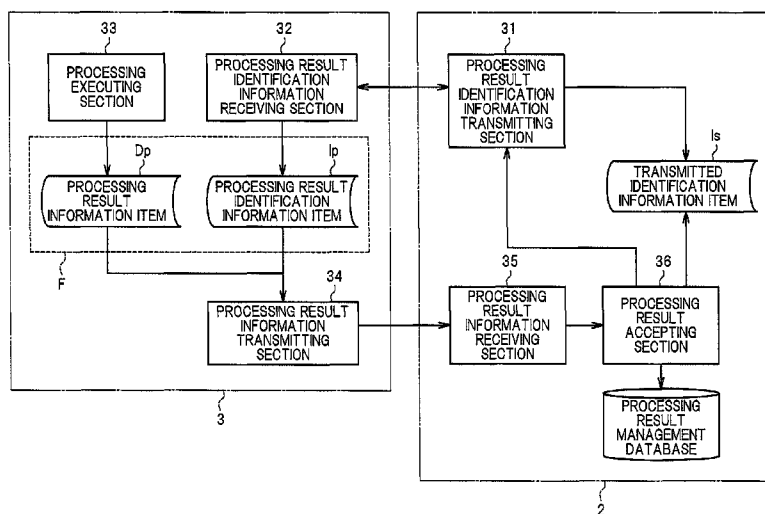 33
PROCESSING
EXECUTING
SECTION
32
PROCESSING RESULT
IDENTIFICATION
INFORMATION
RECEIVING SECTION
31
PROCESSING
RESULT
IDENTIFICATION
INFORMATION
TRANSMITTING
SECTION
Dp
PROCESSING
RESULT
INFORMATION ITEM
Ip
PROCESSING RESULT
IDENTIFICATION
INFORMATION ITEM
Is
TRANSMITTED
IDENTIFICATION
INFORMATION ITEM
F
34
PROCESSING RESULT
INFORMATION
TRANSMITTING
SECTION
35
PROCESSING
RESULT
INFORMATION
RECEIVING
SECTION
36
PROCESSING
RESULT
ACCEPTING
SECTION
PROCESSING
RESULT
MANAGEMENT
DATABASE
3
2